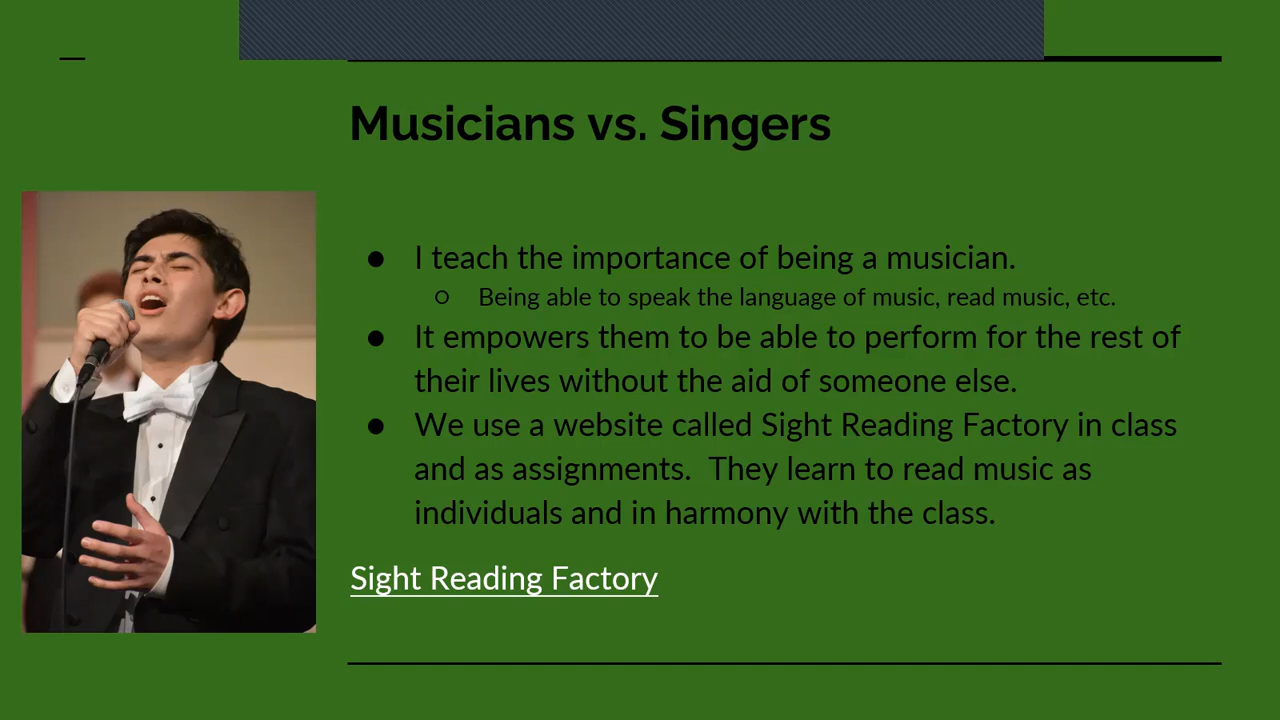 Musicians vs. Singers
● I teach the importance of being a musician.
○ Being able to speak the language of music, read music, etc.
● It empowers them to be able to perform for the rest of
their lives without the aid of someone else.
● We use a website called Sight Reading Factory in class
and as assignments.  They learn to read music as
individuals and in harmony with the class.
Sight Reading Factory